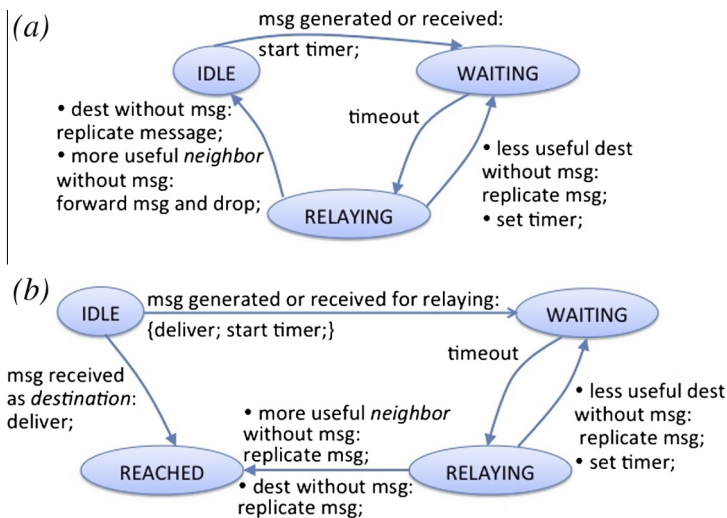 (a)
msg generated or received:
start timer;
IDLE
WAITING
• dest without msg:
replicate message;
• more useful neighbor
without msg:
forward msg and drop;
timeout
• less useful dest
without msg:
replicate msg;
• set timer;
RELAYING
(b)
IDLE
msg generated or received for relaying:
{deliver; start timer;}
WAITING
timeout
msg received
as destination:
deliver;
• more useful neighbor
without msg:
replicate msg;
• less useful dest
without msg:
replicate msg;
• set timer;
REACHED
RELAYING
• dest without msg:
replicate msg;